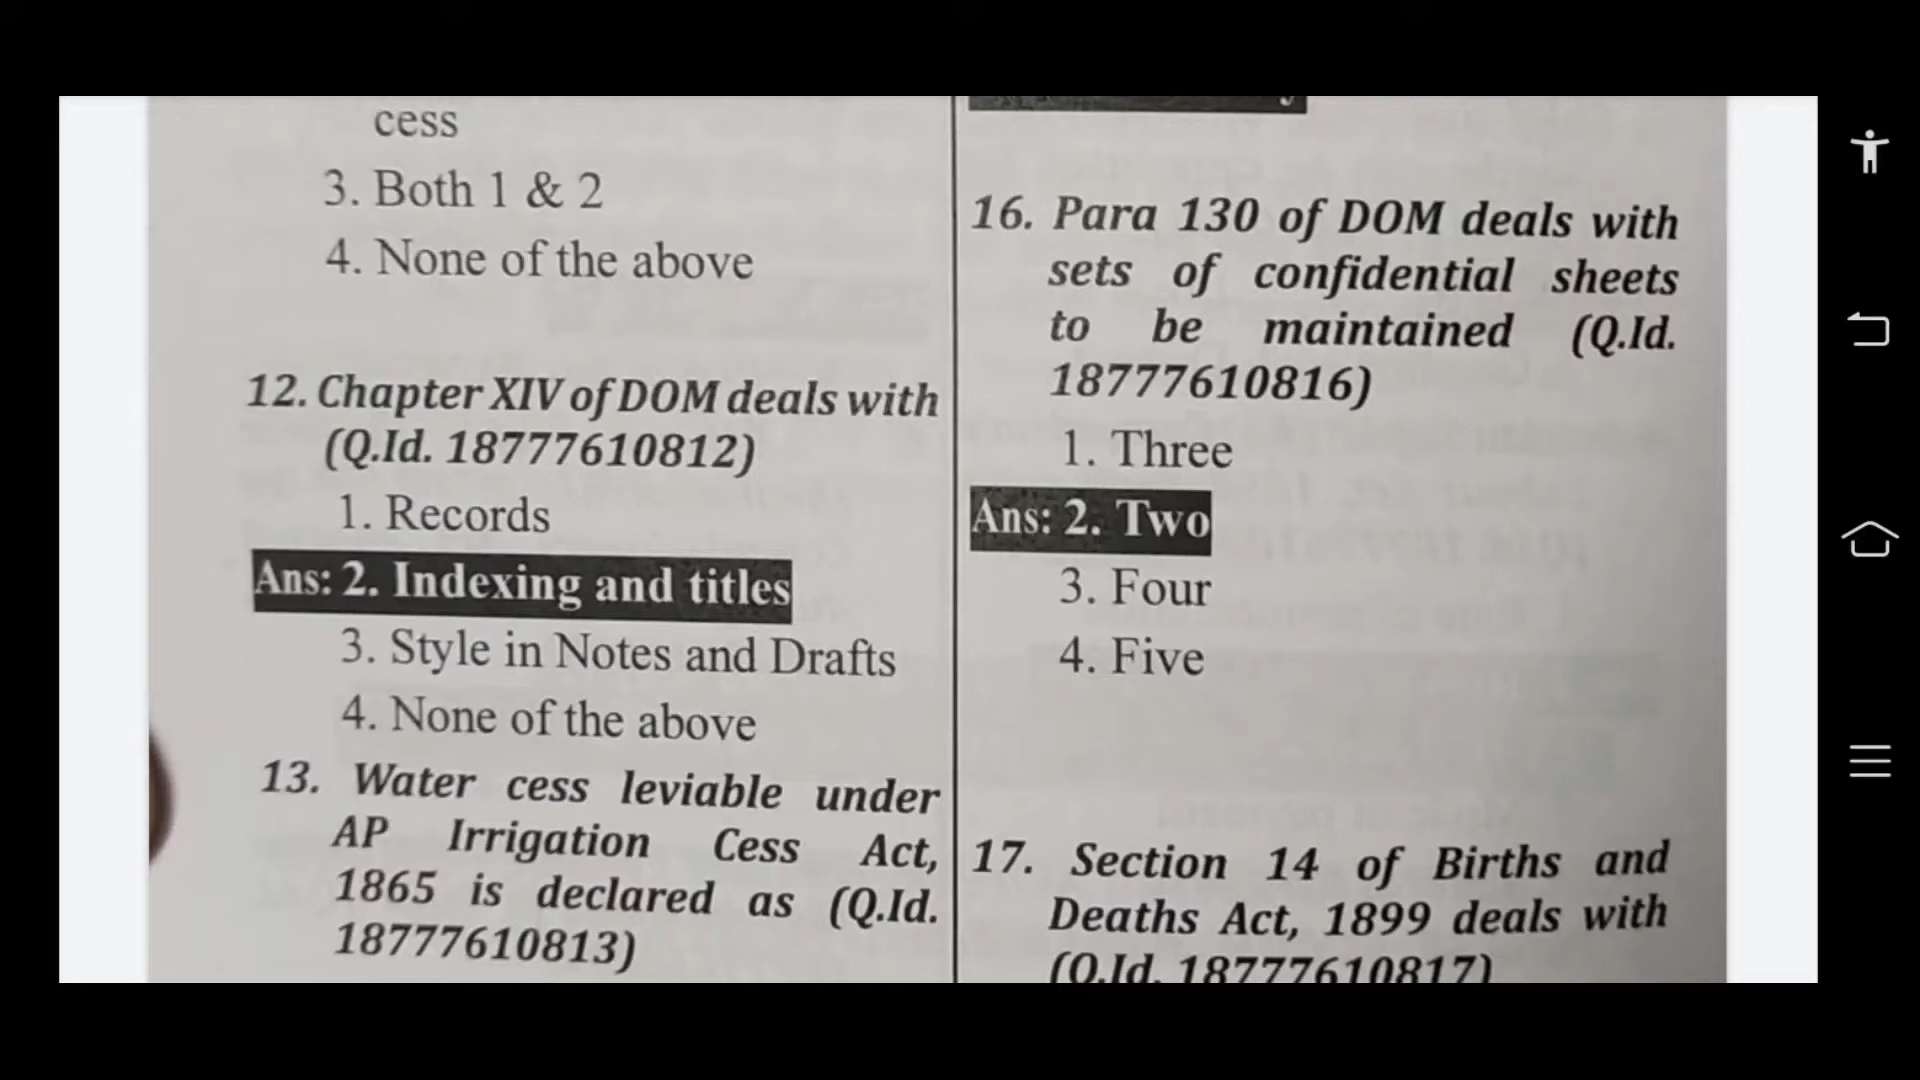 cess
3. Both 1 & 2
4. None of the above
12. Chapter XIV of DOM deals with
(Q.Id. 18777610812)
1. Records
Ans: 2. Indexing and titles
3. Style in Notes and Drafts
4. None of the above
13. Water cess leviable under
AP Irrigation Cess Act,
1865 is declared as (Q.Id.
18777610813)
16. Para 130 of DOM deals with
sets of confidential sheets
to be maintained (Q.Id.
18777610816)
1. Three
Ans: 2. Two
3. Four
4. Five
17. Section 14 of Births and
Deaths Act, 1899 deals with
(Q.Id. 18777610817)